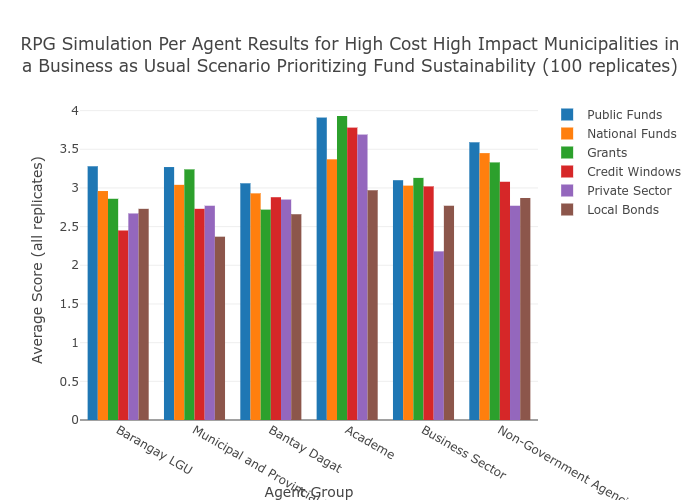 RPG Simulation Per Agent Results for High Cost High Impact Municipalities in
a Business as Usual Scenario Prioritizing Fund Sustainability (100 replicates)
4
3.5
3
2.5
2
1.5
1
0.5
0
Average Score (all replicates)
Public Funds
National Funds
Grants
Credit Windows
Private Sector
Local Bonds
Barangay LGU
Municipal and
Bantay Dagat
Academe
Business Sector
Non-Government
Agent Group